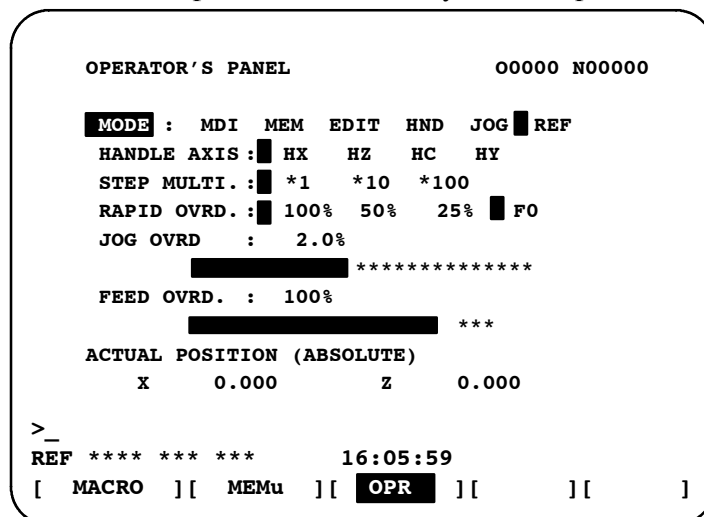 OPERATOR'S PANEL O0000 N00000
MODE : MDI MEM EDIT HND JOG REF
HANDLE AXIS : HX HZ HC HY
STEP MULTI. : *1 *10 *100
RAPID OVRD. : 100% 50% 25% F0
JOG OVRD : 2.0%
**************
FEED OVRD. : 100%
***
ACTUAL POSITION (ABSOLUTE)
X 0.000 Z 0.000
>_
REF **** *** *** 16:05:59
[ MACRO ][ MEMu ][ OPR ][ ][ ]